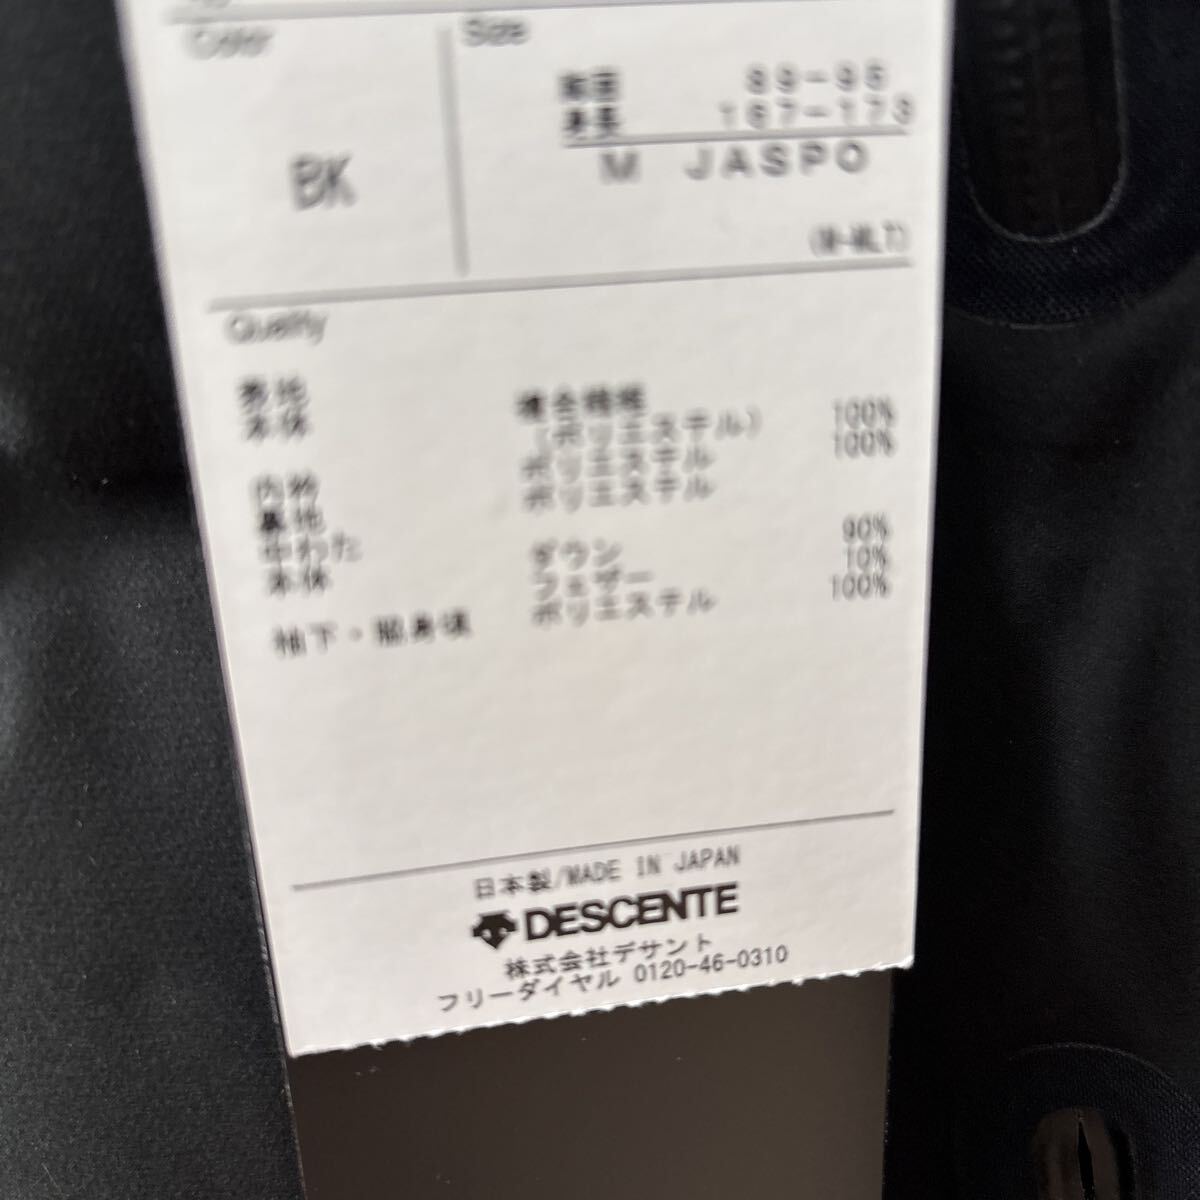 Color
Size
BK
胸囲 89-95
身長 167-173
M JASPO
(M-MLT)
Quality
表地
本体 複合繊維
(ポリエステル) 100%
内衿 ポリエステル 100%
裏地 ポリエステル
中わた
本体 ダウン 90%
フェザー 10%
袖下・脇身頃 ポリエステル 100%
日本製/MADE IN JAPAN
DESCENTE
株式会社デサント
フリーダイヤル 0120-46-0310